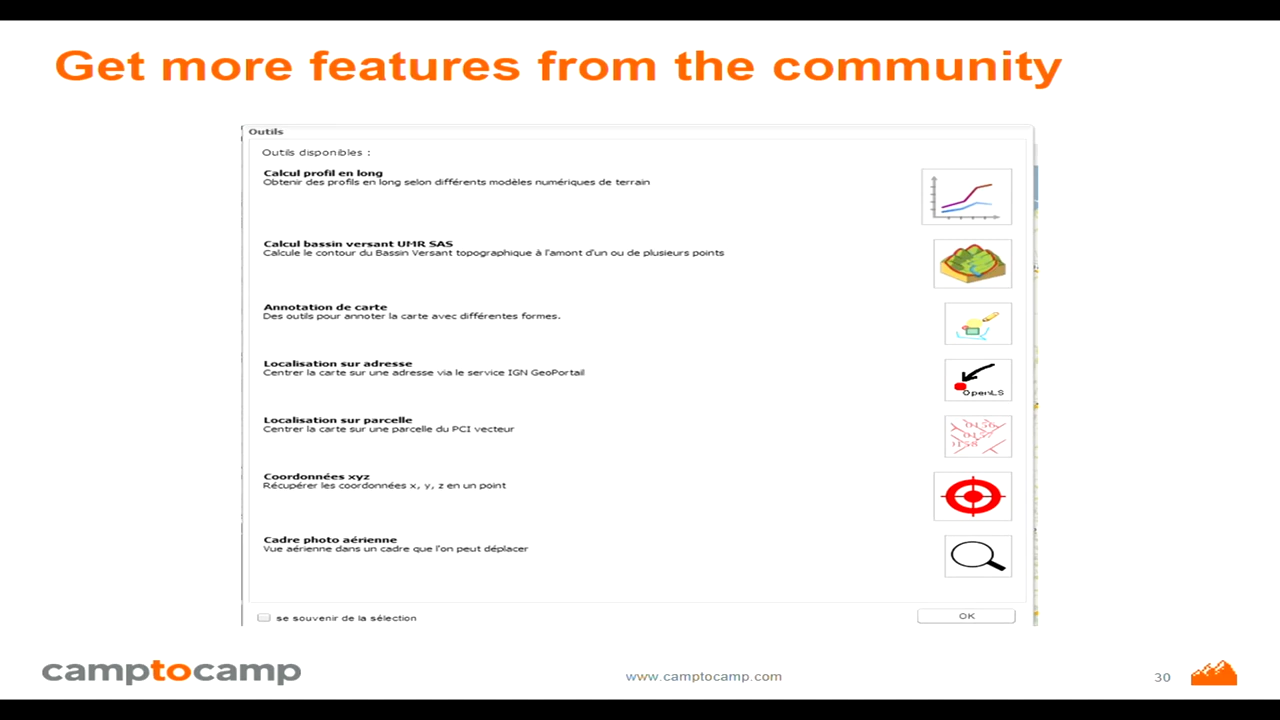 Get more features from the community
Outils
Outils disponibles :
Calcul profil en long
Obtenir des profils en long selon différents modèles numériques de terrain
Calcul bassin versant UMR SAS
Calcule le contour du Bassin Versant topographique à l'amont d'un ou de plusieurs points
Annotation de carte
Des outils pour annoter la carte avec différentes formes.
Localisation sur adresse
Centrer la carte sur une adresse via le service IGN GeoPortail
OpenLS
Localisation sur parcelle
Centrer la carte sur une parcelle du PCI vecteur
0156
0157
0158
Coordonnées xyz
Récupérer les coordonnées x, y, z en un point
Cadre photo aérienne
Vue aérienne dans un cadre que l'on peut déplacer
se souvenir de la sélection
OK
camptocamp
www.camptocamp.com
30